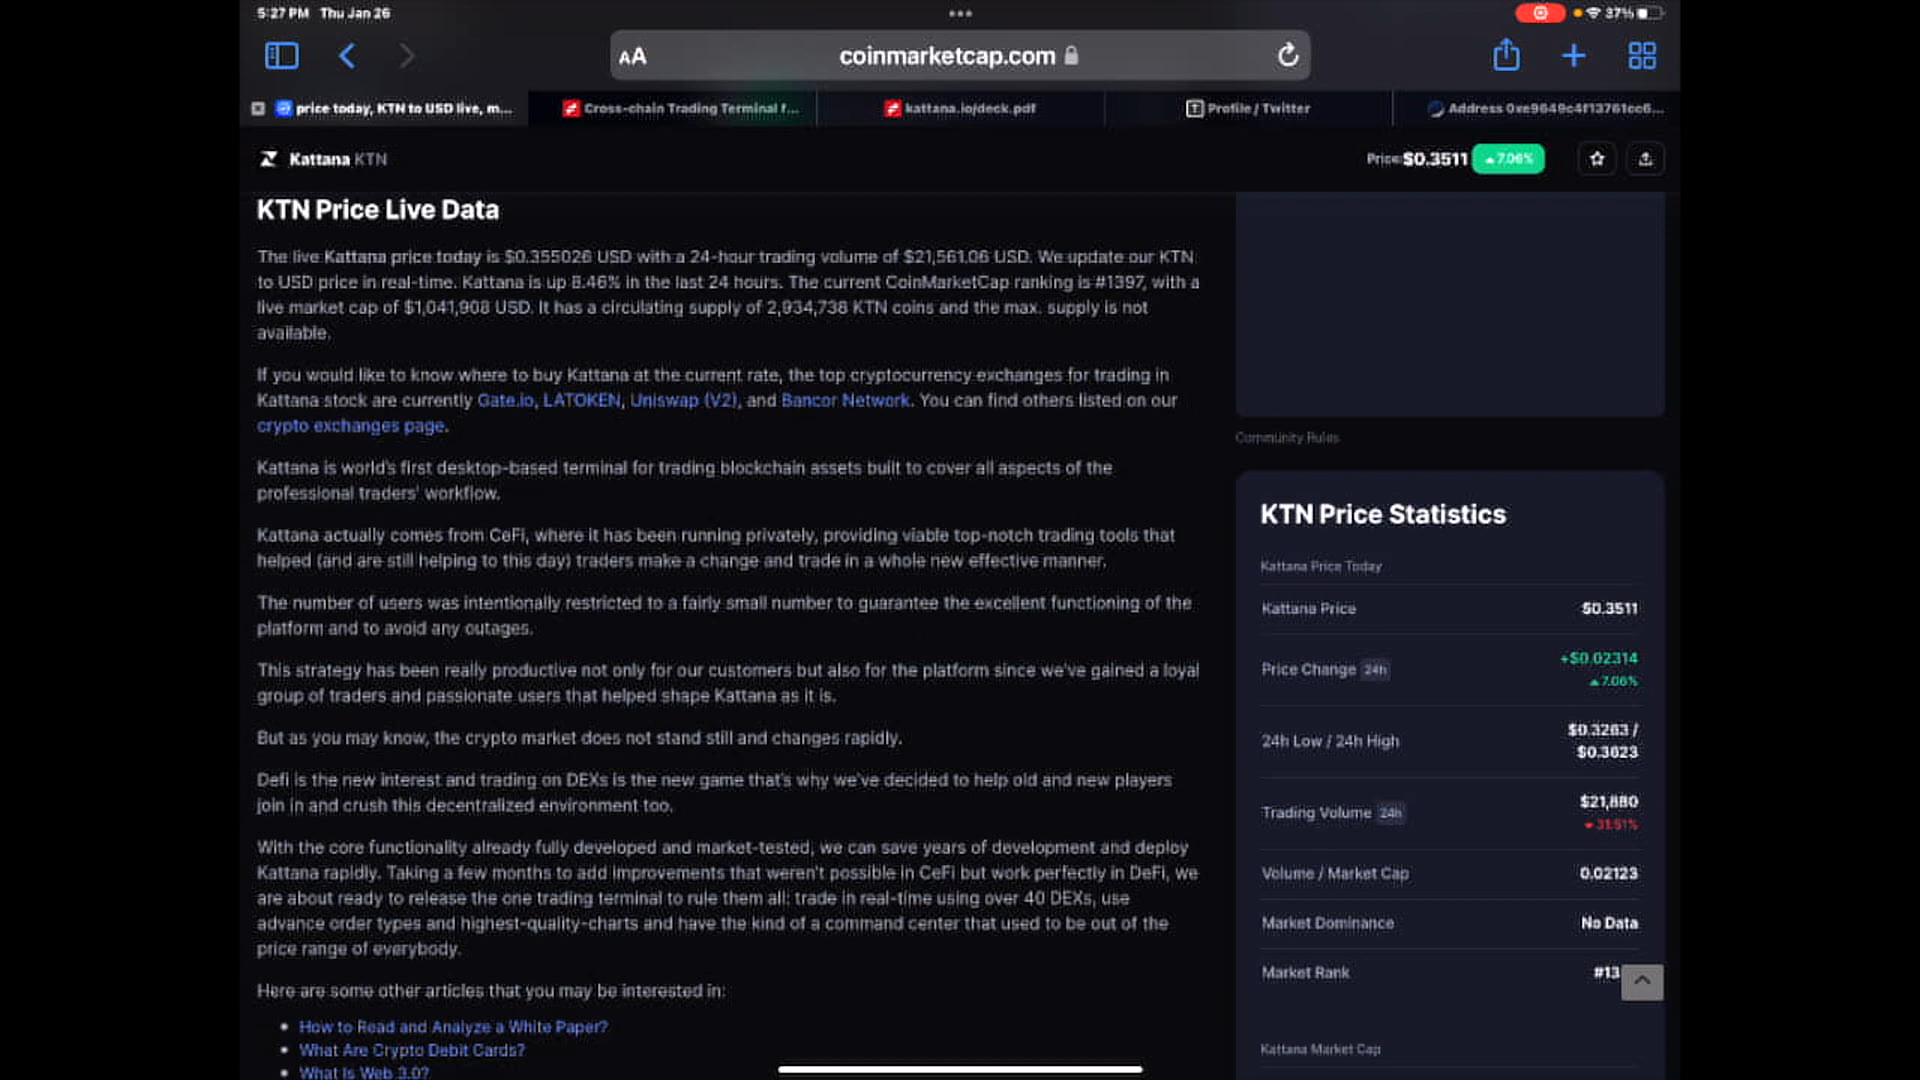 5:27 PM Thu Jan 26
37%
AA
coinmarketcap.com
price today, KTN to USD live, m...
Cross-chain Trading Terminal f...
kattana.io/deck.pdf
Profile / Twitter
Address 0xe9649c4f13761cc6...
Kattana KTN
Price: $0.3511
7.06%
KTN Price Live Data
The live Kattana price today is $0.355026 USD with a 24-hour trading volume of $21,561.06 USD. We update our KTN
to USD price in real-time. Kattana is up 8.46% in the last 24 hours. The current CoinMarketCap ranking is #1397, with a
live market cap of $1,041,908 USD. It has a circulating supply of 2,934,738 KTN coins and the max. supply is not
available.
If you would like to know where to buy Kattana at the current rate, the top cryptocurrency exchanges for trading in
Kattana stock are currently Gate.io, LATOKEN, Uniswap (V2), and Bancor Network. You can find others listed on our
crypto exchanges page.
Kattana is world's first desktop-based terminal for trading blockchain assets built to cover all aspects of the
professional traders' workflow.
Kattana actually comes from CeFi, where it has been running privately, providing viable top-notch trading tools that
helped (and are still helping to this day) traders make a change and trade in a whole new effective manner.
The number of users was intentionally restricted to a fairly small number to guarantee the excellent functioning of the
platform and to avoid any outages.
This strategy has been really productive not only for our customers but also for the platform since we've gained a loyal
group of traders and passionate users that helped shape Kattana as it is.
But as you may know, the crypto market does not stand still and changes rapidly.
Defi is the new interest and trading on DEXs is the new game that's why we've decided to help old and new players
join in and crush this decentralized environment too.
With the core functionality already fully developed and market-tested, we can save years of development and deploy
Kattana rapidly. Taking a few months to add improvements that weren't possible in CeFi but work perfectly in DeFi, we
are about ready to release the one trading terminal to rule them all: trade in real-time using over 40 DEXs, use
advance order types and highest-quality-charts and have the kind of a command center that used to be out of the
price range of everybody.
Here are some other articles that you may be interested in:
How to Read and Analyze a White Paper?
What Are Crypto Debit Cards?
What Is Web 3.0?
Community Rules
KTN Price Statistics
Kattana Price Today
Kattana Price
$0.3511
Price Change 24h
+$0.02314
7.06%
24h Low / 24h High
$0.3263 /
$0.3623
Trading Volume 24h
$21,880
31.51%
Volume / Market Cap
0.02123
Market Dominance
No Data
Market Rank
#13
Kattana Market Cap